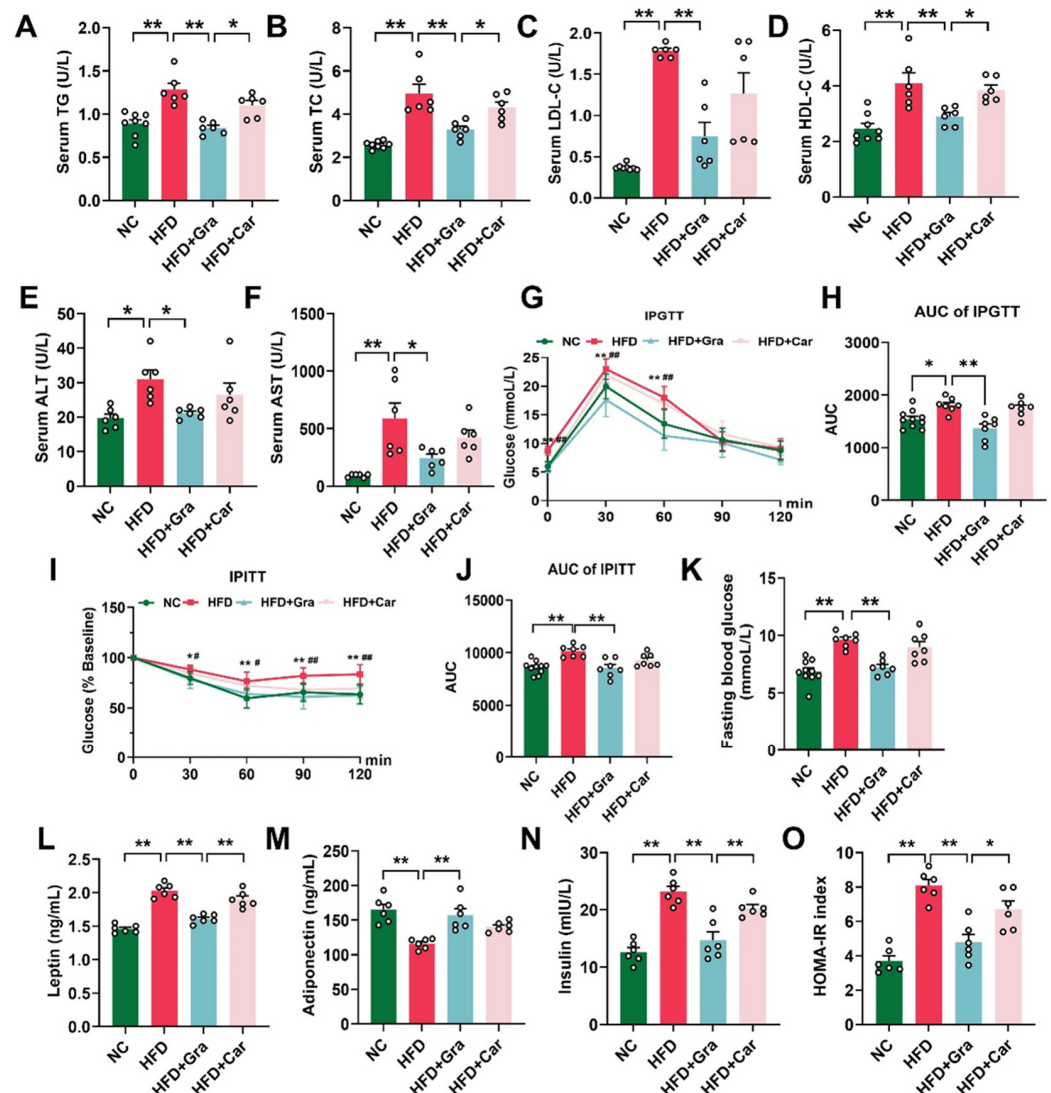 A
Serum TG (U/L)
2.0
1.5
1.0
0.5
0.0
** ** *
NC
HFD
HFD+Gra
HFD+Car
B
Serum TC (U/L)
8
6
4
2
0
** ** *
NC
HFD
HFD+Gra
HFD+Car
C
Serum LDL-C (U/L)
2.0
1.5
1.0
0.5
0.0
** **
NC
HFD
HFD+Gra
HFD+Car
D
Serum HDL-C (U/L)
6
4
2
0
** ** *
NC
HFD
HFD+Gra
HFD+Car
E
Serum ALT (U/L)
50
40
30
20
10
0
* *
NC
HFD
HFD+Gra
HFD+Car
F
Serum AST (U/L)
1500
1000
500
0
** *
NC
HFD
HFD+Gra
HFD+Car
G
IPGTT
NC HFD HFD+Gra HFD+Car
Glucose (mmoL/L)
25
20
15
10
5
0
** ##
** ##
** ##
0 30 60 90 120 min
H
AUC of IPGTT
AUC
3000
2000
1000
0
* **
NC
HFD
HFD+Gra
HFD+Car
I
IPITT
NC HFD HFD+Gra HFD+Car
Glucose (% Baseline)
150
100
50
0
*# ** # ** ## ** ##
0 30 60 90 120 min
J
AUC of IPITT
AUC
15000
10000
5000
0
** **
NC
HFD
HFD+Gra
HFD+Car
K
Fasting blood glucose
(mmoL/L)
15
10
5
0
** **
NC
HFD
HFD+Gra
HFD+Car
L
Leptin (ng/mL)
2.5
2.0
1.5
1.0
0.5
0.0
** ** **
NC
HFD
HFD+Gra
HFD+Car
M
Adiponectin (ng/mL)
250
200
150
100
50
0
** **
NC
HFD
HFD+Gra
HFD+Car
N
Insulin (mIU/L)
30
20
10
0
** ** **
NC
HFD
HFD+Gra
HFD+Car
O
HOMA-IR index
10
8
6
4
2
0
** ** *
NC
HFD
HFD+Gra
HFD+Car